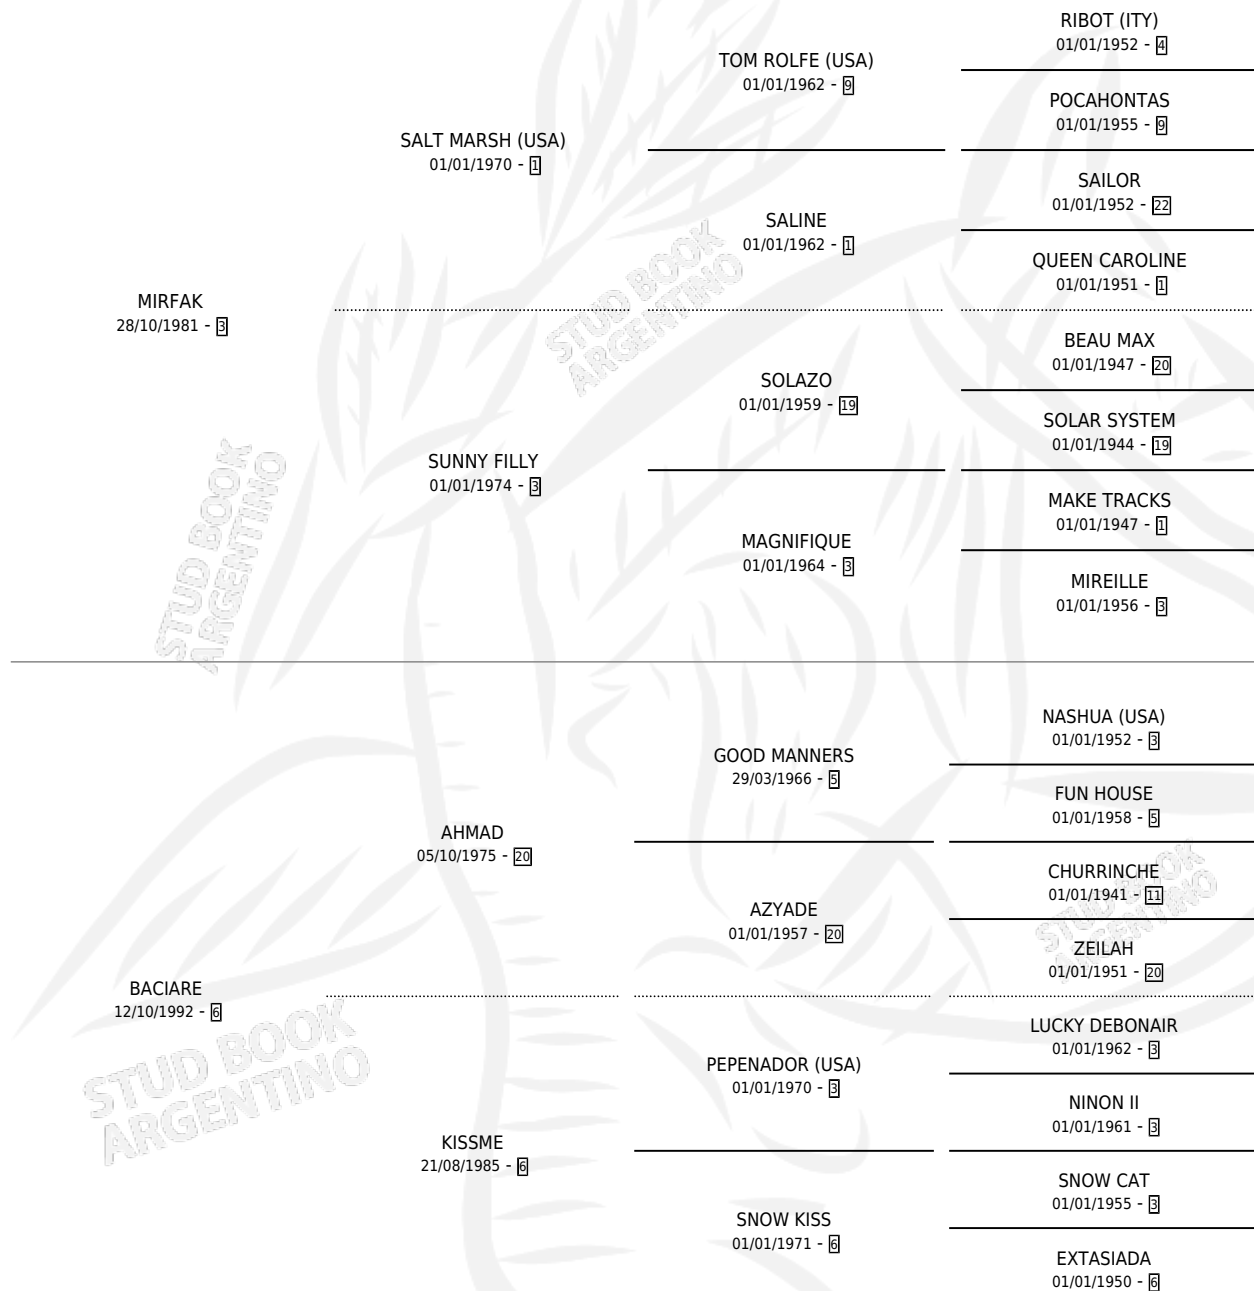 RIBOT (ITY)
01/01/1952 - 4
TOM ROLFE (USA)
01/01/1962 - 9
POCAHONTAS
01/01/1955 - 9
SALT MARSH (USA)
01/01/1970 - 1
SAILOR
01/01/1952 - 22
SALINE
01/01/1962 - 1
QUEEN CAROLINE
01/01/1951 - 1
MIRFAK
28/10/1981 - 3
BEAU MAX
01/01/1947 - 20
SOLAZO
01/01/1959 - 19
SOLAR SYSTEM
01/01/1944 - 19
SUNNY FILLY
01/01/1974 - 3
MAKE TRACKS
01/01/1947 - 1
MAGNIFIQUE
01/01/1964 - 3
MIREILLE
01/01/1956 - 3
NASHUA (USA)
01/01/1952 - 3
GOOD MANNERS
29/03/1966 - 5
FUN HOUSE
01/01/1958 - 5
AHMAD
05/10/1975 - 20
CHURRINCHE
01/01/1941 - 11
AZYADE
01/01/1957 - 20
ZEILAH
01/01/1951 - 20
BACIARE
12/10/1992 - 6
LUCKY DEBONAIR
01/01/1962 - 3
PEPENADOR (USA)
01/01/1970 - 3
NINON II
01/01/1961 - 3
KISSME
21/08/1985 - 6
SNOW CAT
01/01/1955 - 3
SNOW KISS
01/01/1971 - 6
EXTASIADA
01/01/1950 - 6
STUD BOOK
ARGENTINO
STUD BOOK
ARGENTINO
STUD BOOK
ARGENTINO
STUD BOOK
ARGENTINO